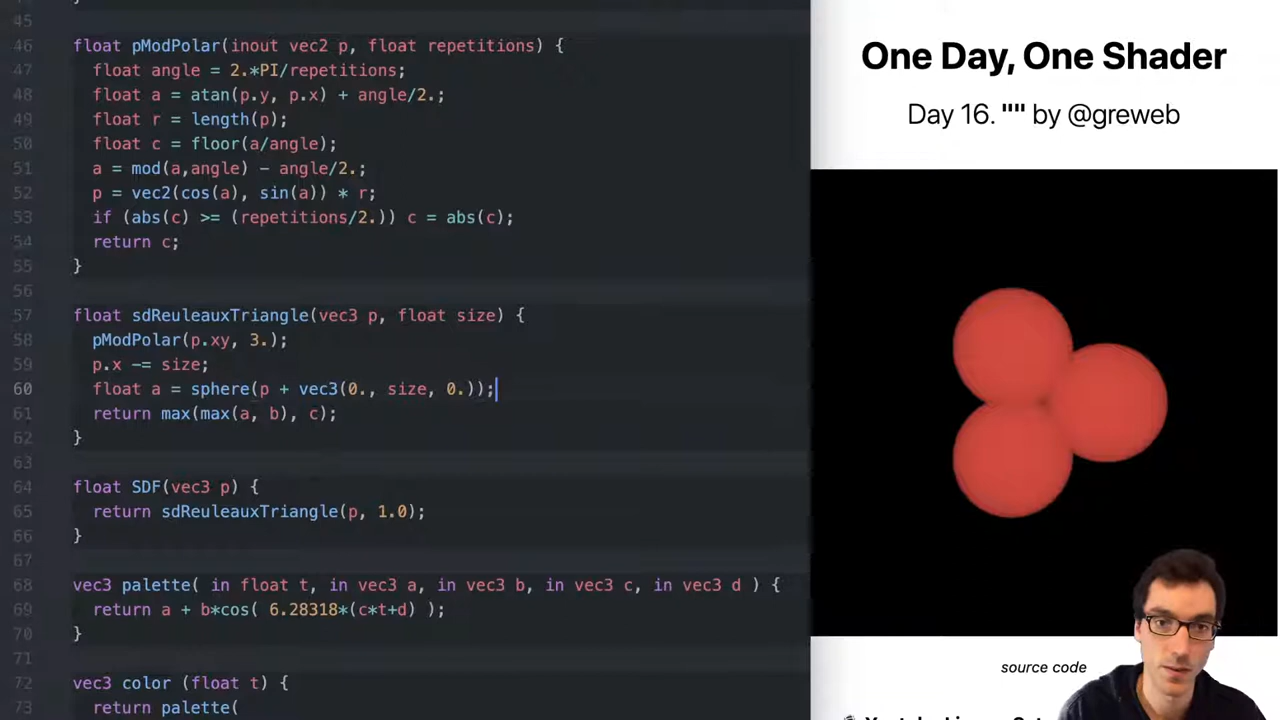 45
46 float pModPolar(inout vec2 p, float repetitions) {
47 float angle = 2.*PI/repetitions;
48 float a = atan(p.y, p.x) + angle/2.;
49 float r = length(p);
50 float c = floor(a/angle);
51 a = mod(a,angle) - angle/2.;
52 p = vec2(cos(a), sin(a)) * r;
53 if (abs(c) >= (repetitions/2.)) c = abs(c);
54 return c;
55 }
56
57 float sdReuleauxTriangle(vec3 p, float size) {
58 pModPolar(p.xy, 3.);
59 p.x -= size;
60 float a = sphere(p + vec3(0., size, 0.));
61 return max(max(a, b), c);
62 }
63
64 float SDF(vec3 p) {
65 return sdReuleauxTriangle(p, 1.0);
66 }
67
68 vec3 palette( in float t, in vec3 a, in vec3 b, in vec3 c, in vec3 d ) {
69 return a + b*cos( 6.28318*(c*t+d) );
70 }
71
72 vec3 color (float t) {
73 return palette(
One Day, One Shader
Day 16. "" by @greweb
source code